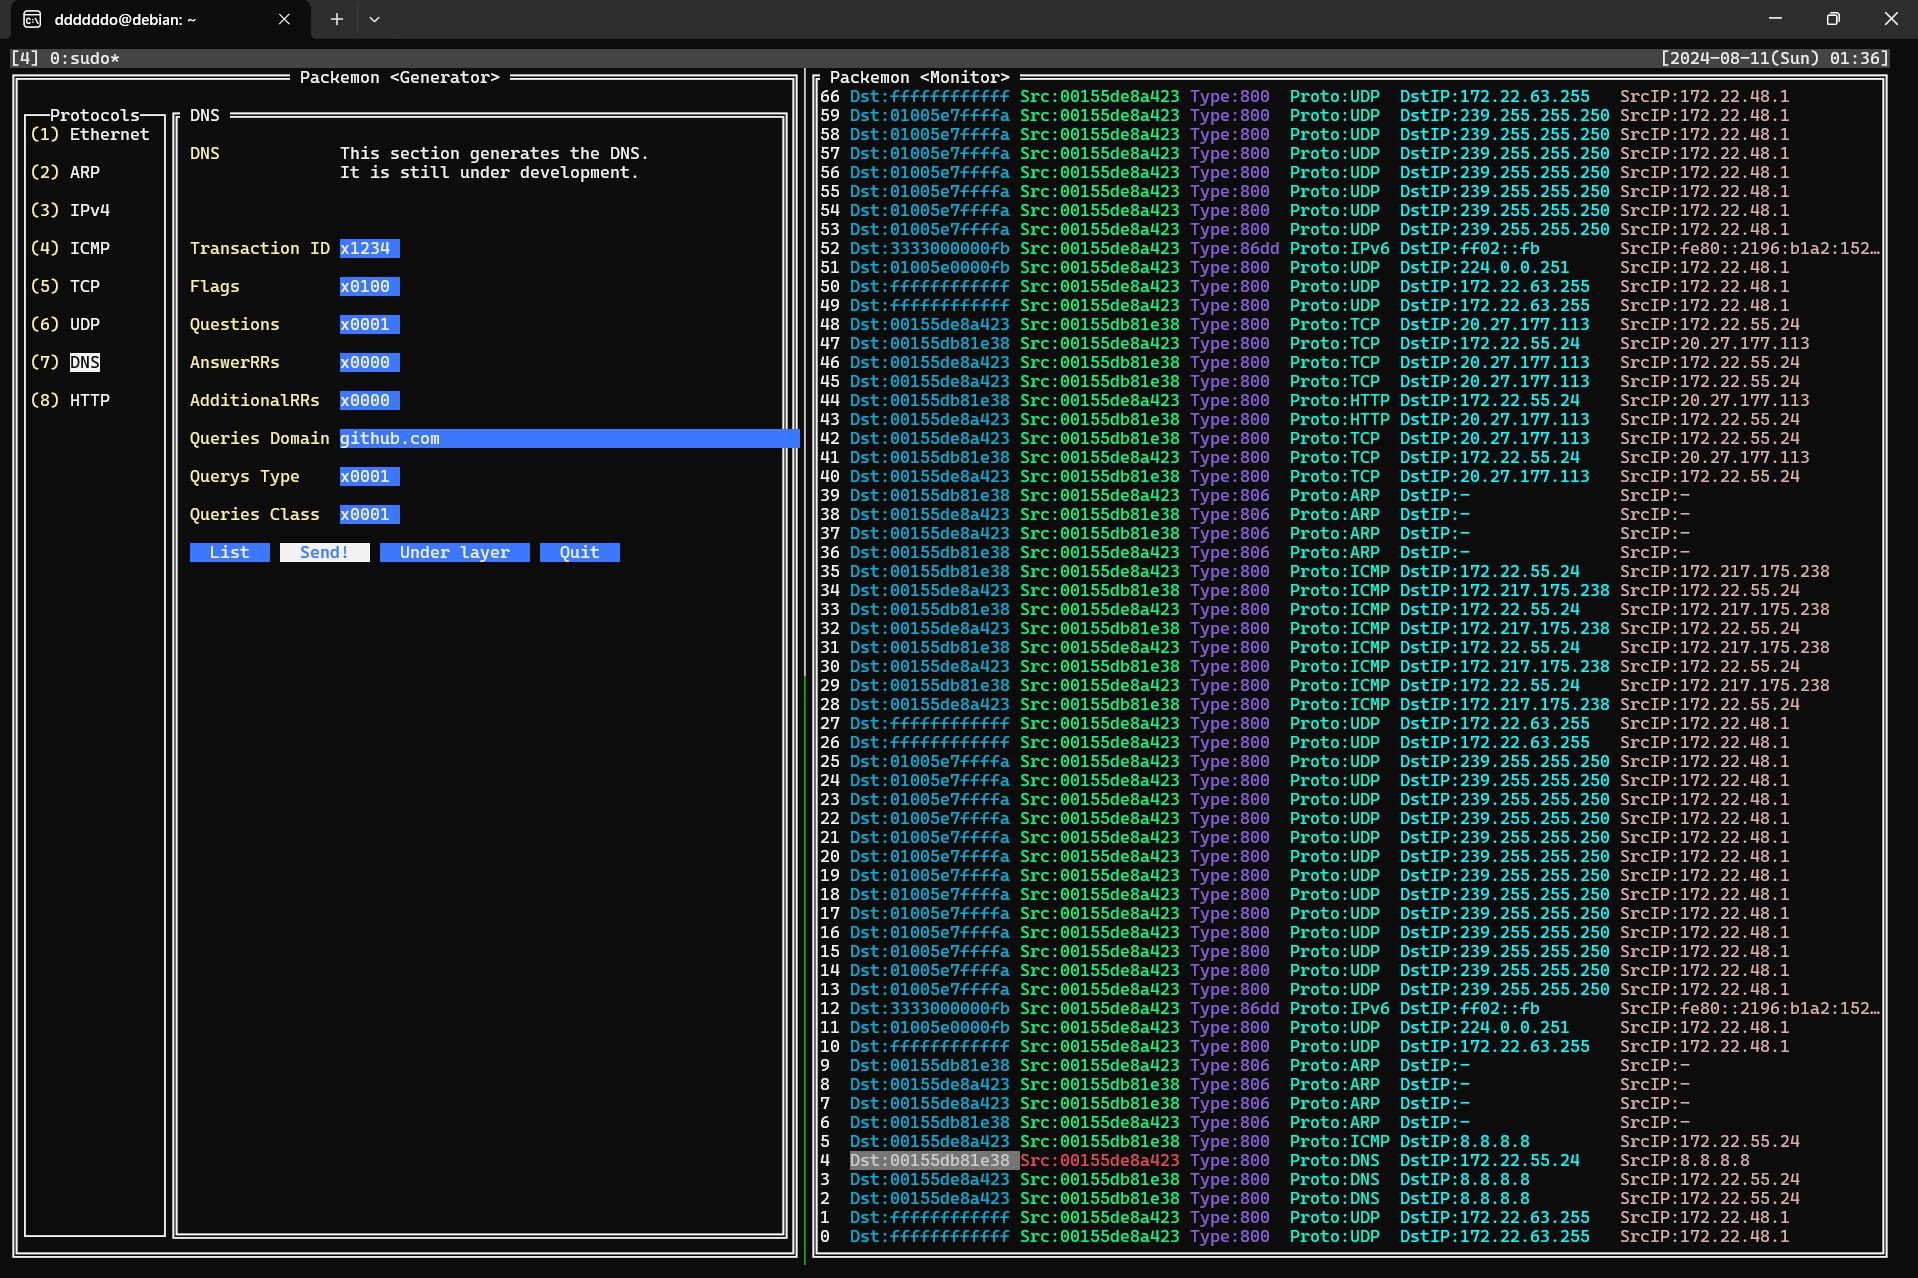 ddddddo@debian: ~
[4] 0:sudo* [2024-08-11(Sun) 01:36]
Packemon <Generator>
Protocols
(1) Ethernet
(2) ARP
(3) IPv4
(4) ICMP
(5) TCP
(6) UDP
(7) DNS
(8) HTTP
DNS
DNS This section generates the DNS.
It is still under development.
Transaction ID x1234
Flags x0100
Questions x0001
AnswerRRs x0000
AdditionalRRs x0000
Queries Domain github.com
Querys Type x0001
Queries Class x0001
List Send! Under layer Quit
Packemon <Monitor>
66 Dst:ffffffffffff Src:00155de8a423 Type:800 Proto:UDP DstIP:172.22.63.255 SrcIP:172.22.48.1
59 Dst:01005e7ffffa Src:00155de8a423 Type:800 Proto:UDP DstIP:239.255.255.250 SrcIP:172.22.48.1
58 Dst:01005e7ffffa Src:00155de8a423 Type:800 Proto:UDP DstIP:239.255.255.250 SrcIP:172.22.48.1
57 Dst:01005e7ffffa Src:00155de8a423 Type:800 Proto:UDP DstIP:239.255.255.250 SrcIP:172.22.48.1
56 Dst:01005e7ffffa Src:00155de8a423 Type:800 Proto:UDP DstIP:239.255.255.250 SrcIP:172.22.48.1
55 Dst:01005e7ffffa Src:00155de8a423 Type:800 Proto:UDP DstIP:239.255.255.250 SrcIP:172.22.48.1
54 Dst:01005e7ffffa Src:00155de8a423 Type:800 Proto:UDP DstIP:239.255.255.250 SrcIP:172.22.48.1
53 Dst:01005e7ffffa Src:00155de8a423 Type:800 Proto:UDP DstIP:239.255.255.250 SrcIP:172.22.48.1
52 Dst:3333000000fb Src:00155de8a423 Type:86dd Proto:IPv6 DstIP:ff02::fb SrcIP:fe80::2196:b1a2:152…
51 Dst:01005e0000fb Src:00155de8a423 Type:800 Proto:UDP DstIP:224.0.0.251 SrcIP:172.22.48.1
50 Dst:ffffffffffff Src:00155de8a423 Type:800 Proto:UDP DstIP:172.22.63.255 SrcIP:172.22.48.1
49 Dst:ffffffffffff Src:00155de8a423 Type:800 Proto:UDP DstIP:172.22.63.255 SrcIP:172.22.48.1
48 Dst:00155de8a423 Src:00155db81e38 Type:800 Proto:TCP DstIP:20.27.177.113 SrcIP:172.22.55.24
47 Dst:00155db81e38 Src:00155de8a423 Type:800 Proto:TCP DstIP:172.22.55.24 SrcIP:20.27.177.113
46 Dst:00155de8a423 Src:00155db81e38 Type:800 Proto:TCP DstIP:20.27.177.113 SrcIP:172.22.55.24
45 Dst:00155de8a423 Src:00155db81e38 Type:800 Proto:TCP DstIP:20.27.177.113 SrcIP:172.22.55.24
44 Dst:00155db81e38 Src:00155de8a423 Type:800 Proto:HTTP DstIP:172.22.55.24 SrcIP:20.27.177.113
43 Dst:00155de8a423 Src:00155db81e38 Type:800 Proto:HTTP DstIP:20.27.177.113 SrcIP:172.22.55.24
42 Dst:00155de8a423 Src:00155db81e38 Type:800 Proto:TCP DstIP:20.27.177.113 SrcIP:172.22.55.24
41 Dst:00155db81e38 Src:00155de8a423 Type:800 Proto:TCP DstIP:172.22.55.24 SrcIP:20.27.177.113
40 Dst:00155de8a423 Src:00155db81e38 Type:800 Proto:TCP DstIP:20.27.177.113 SrcIP:172.22.55.24
39 Dst:00155db81e38 Src:00155de8a423 Type:806 Proto:ARP DstIP:- SrcIP:-
38 Dst:00155de8a423 Src:00155db81e38 Type:806 Proto:ARP DstIP:- SrcIP:-
37 Dst:00155de8a423 Src:00155db81e38 Type:806 Proto:ARP DstIP:- SrcIP:-
36 Dst:00155db81e38 Src:00155de8a423 Type:806 Proto:ARP DstIP:- SrcIP:-
35 Dst:00155db81e38 Src:00155de8a423 Type:800 Proto:ICMP DstIP:172.22.55.24 SrcIP:172.217.175.238
34 Dst:00155de8a423 Src:00155db81e38 Type:800 Proto:ICMP DstIP:172.217.175.238 SrcIP:172.22.55.24
33 Dst:00155db81e38 Src:00155de8a423 Type:800 Proto:ICMP DstIP:172.22.55.24 SrcIP:172.217.175.238
32 Dst:00155de8a423 Src:00155db81e38 Type:800 Proto:ICMP DstIP:172.217.175.238 SrcIP:172.22.55.24
31 Dst:00155db81e38 Src:00155de8a423 Type:800 Proto:ICMP DstIP:172.22.55.24 SrcIP:172.217.175.238
30 Dst:00155de8a423 Src:00155db81e38 Type:800 Proto:ICMP DstIP:172.217.175.238 SrcIP:172.22.55.24
29 Dst:00155db81e38 Src:00155de8a423 Type:800 Proto:ICMP DstIP:172.22.55.24 SrcIP:172.217.175.238
28 Dst:00155de8a423 Src:00155db81e38 Type:800 Proto:ICMP DstIP:172.217.175.238 SrcIP:172.22.55.24
27 Dst:ffffffffffff Src:00155de8a423 Type:800 Proto:UDP DstIP:172.22.63.255 SrcIP:172.22.48.1
26 Dst:ffffffffffff Src:00155de8a423 Type:800 Proto:UDP DstIP:172.22.63.255 SrcIP:172.22.48.1
25 Dst:01005e7ffffa Src:00155de8a423 Type:800 Proto:UDP DstIP:239.255.255.250 SrcIP:172.22.48.1
24 Dst:01005e7ffffa Src:00155de8a423 Type:800 Proto:UDP DstIP:239.255.255.250 SrcIP:172.22.48.1
23 Dst:01005e7ffffa Src:00155de8a423 Type:800 Proto:UDP DstIP:239.255.255.250 SrcIP:172.22.48.1
22 Dst:01005e7ffffa Src:00155de8a423 Type:800 Proto:UDP DstIP:239.255.255.250 SrcIP:172.22.48.1
21 Dst:01005e7ffffa Src:00155de8a423 Type:800 Proto:UDP DstIP:239.255.255.250 SrcIP:172.22.48.1
20 Dst:01005e7ffffa Src:00155de8a423 Type:800 Proto:UDP DstIP:239.255.255.250 SrcIP:172.22.48.1
19 Dst:01005e7ffffa Src:00155de8a423 Type:800 Proto:UDP DstIP:239.255.255.250 SrcIP:172.22.48.1
18 Dst:01005e7ffffa Src:00155de8a423 Type:800 Proto:UDP DstIP:239.255.255.250 SrcIP:172.22.48.1
17 Dst:01005e7ffffa Src:00155de8a423 Type:800 Proto:UDP DstIP:239.255.255.250 SrcIP:172.22.48.1
16 Dst:01005e7ffffa Src:00155de8a423 Type:800 Proto:UDP DstIP:239.255.255.250 SrcIP:172.22.48.1
15 Dst:01005e7ffffa Src:00155de8a423 Type:800 Proto:UDP DstIP:239.255.255.250 SrcIP:172.22.48.1
14 Dst:01005e7ffffa Src:00155de8a423 Type:800 Proto:UDP DstIP:239.255.255.250 SrcIP:172.22.48.1
13 Dst:01005e7ffffa Src:00155de8a423 Type:800 Proto:UDP DstIP:239.255.255.250 SrcIP:172.22.48.1
12 Dst:3333000000fb Src:00155de8a423 Type:86dd Proto:IPv6 DstIP:ff02::fb SrcIP:fe80::2196:b1a2:152…
11 Dst:01005e0000fb Src:00155de8a423 Type:800 Proto:UDP DstIP:224.0.0.251 SrcIP:172.22.48.1
10 Dst:ffffffffffff Src:00155de8a423 Type:800 Proto:UDP DstIP:172.22.63.255 SrcIP:172.22.48.1
9 Dst:00155db81e38 Src:00155de8a423 Type:806 Proto:ARP DstIP:- SrcIP:-
8 Dst:00155de8a423 Src:00155db81e38 Type:806 Proto:ARP DstIP:- SrcIP:-
7 Dst:00155de8a423 Src:00155db81e38 Type:806 Proto:ARP DstIP:- SrcIP:-
6 Dst:00155db81e38 Src:00155de8a423 Type:806 Proto:ARP DstIP:- SrcIP:-
5 Dst:00155de8a423 Src:00155db81e38 Type:800 Proto:ICMP DstIP:8.8.8.8 SrcIP:172.22.55.24
4 Dst:00155db81e38 Src:00155de8a423 Type:800 Proto:DNS DstIP:172.22.55.24 SrcIP:8.8.8.8
3 Dst:00155de8a423 Src:00155db81e38 Type:800 Proto:DNS DstIP:8.8.8.8 SrcIP:172.22.55.24
2 Dst:00155de8a423 Src:00155db81e38 Type:800 Proto:DNS DstIP:8.8.8.8 SrcIP:172.22.55.24
1 Dst:ffffffffffff Src:00155de8a423 Type:800 Proto:UDP DstIP:172.22.63.255 SrcIP:172.22.48.1
0 Dst:ffffffffffff Src:00155de8a423 Type:800 Proto:UDP DstIP:172.22.63.255 SrcIP:172.22.48.1